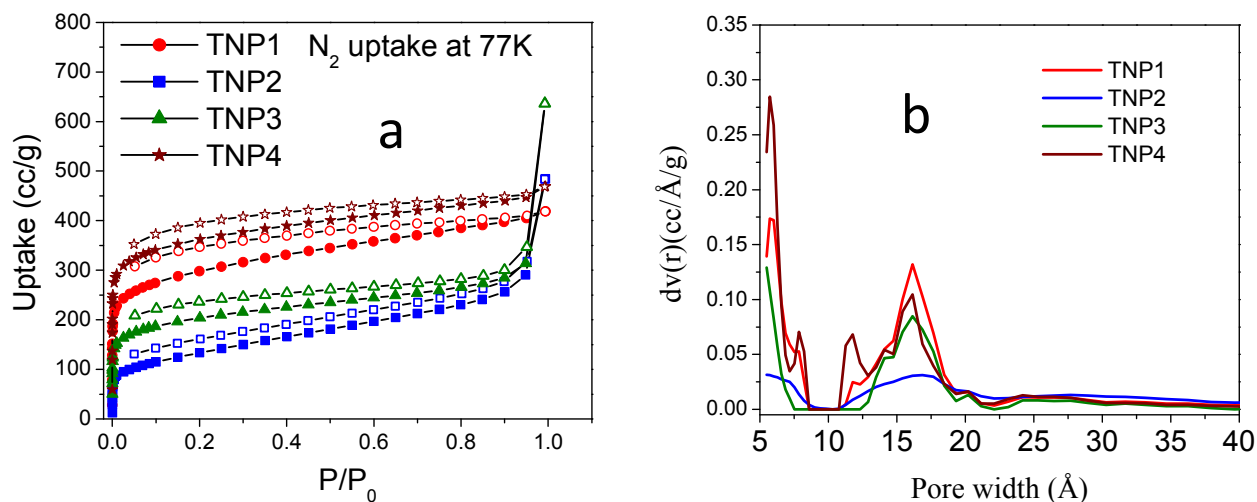 800
700
600
500
400
300
200
100
0
0.0 0.2 0.4 0.6 0.8 1.0
Uptake (cc/g)
P/P0
TNP1
TNP2
TNP3
TNP4
N2 uptake at 77K
a
0.35
0.30
0.25
0.20
0.15
0.10
0.05
0.00
5 10 15 20 25 30 35 40
dv(r)(cc/Å/g)
Pore width (Å)
TNP1
TNP2
TNP3
TNP4
b